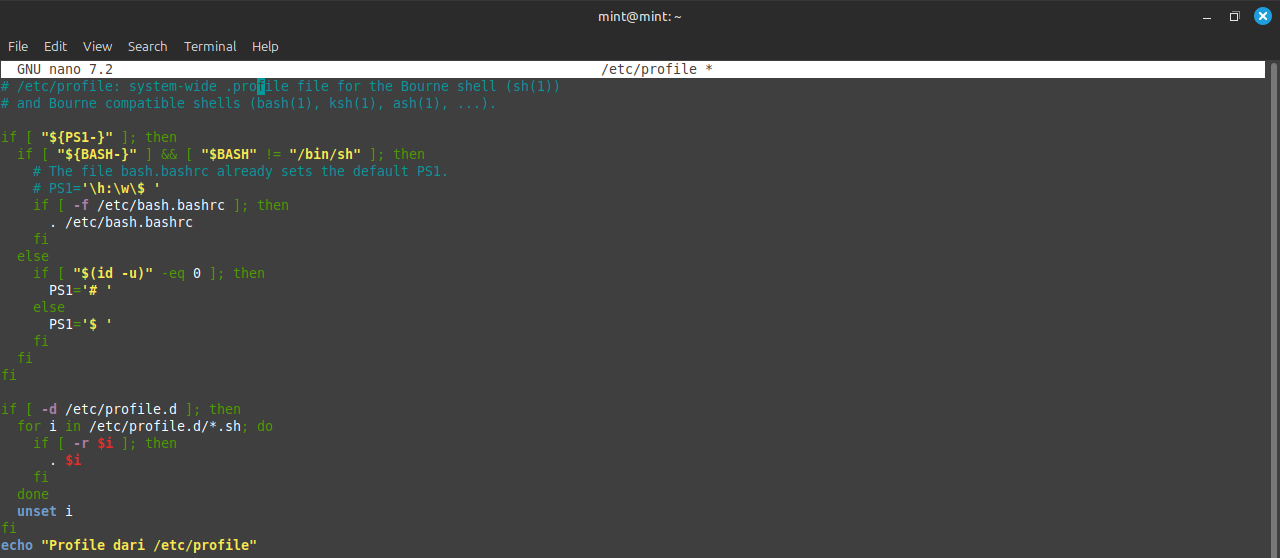 mint@mint: ~
File Edit View Search Terminal Help
GNU nano 7.2 /etc/profile *
# /etc/profile: system-wide .profile file for the Bourne shell (sh(1))
# and Bourne compatible shells (bash(1), ksh(1), ash(1), ...).

if [ "${PS1-}" ]; then
  if [ "${BASH-}" ] && [ "$BASH" != "/bin/sh" ]; then
    # The file bash.bashrc already sets the default PS1.
    # PS1='\h:\w\$ '
    if [ -f /etc/bash.bashrc ]; then
      . /etc/bash.bashrc
    fi
  else
    if [ "$(id -u)" -eq 0 ]; then
      PS1='# '
    else
      PS1='$ '
    fi
  fi
fi

if [ -d /etc/profile.d ]; then
  for i in /etc/profile.d/*.sh; do
    if [ -r $i ]; then
      . $i
    fi
  done
  unset i
fi
echo "Profile dari /etc/profile"